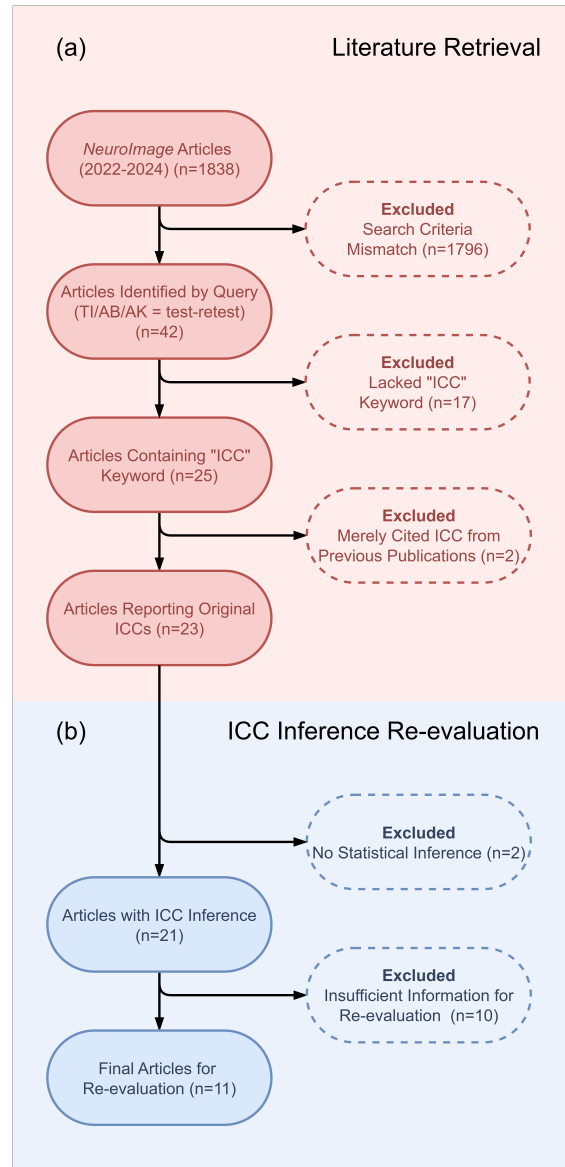 (a)
Literature Retrieval
NeuroImage Articles
(2022-2024) (n=1838)
Excluded
Search Criteria
Mismatch (n=1796)
Articles Identified by Query
(TI/AB/AK = test-retest)
(n=42)
Excluded
Lacked "ICC"
Keyword (n=17)
Articles Containing "ICC"
Keyword (n=25)
Excluded
Merely Cited ICC from
Previous Publications (n=2)
Articles Reporting Original
ICCs (n=23)
(b)
ICC Inference Re-evaluation
Excluded
No Statistical Inference (n=2)
Articles with ICC Inference
(n=21)
Excluded
Insufficient Information for
Re-evaluation (n=10)
Final Articles for
Re-evaluation (n=11)